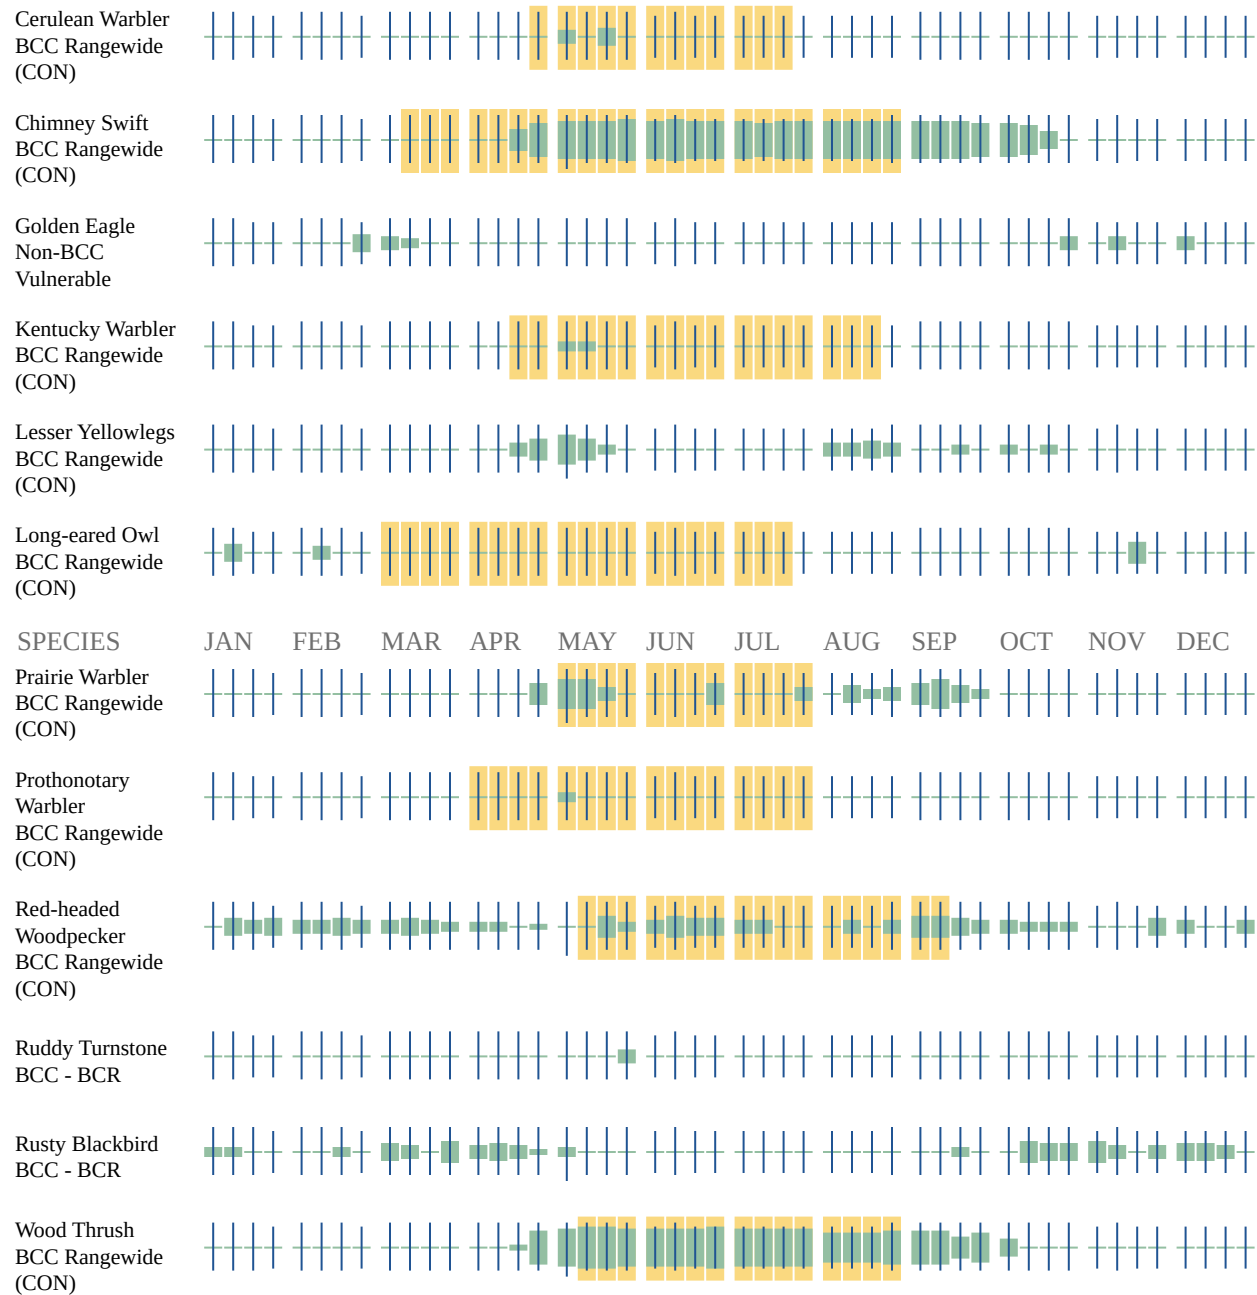 Cerulean Warbler
BCC Rangewide
(CON)
Chimney Swift
BCC Rangewide
(CON)
Golden Eagle
Non-BCC
Vulnerable
Kentucky Warbler
BCC Rangewide
(CON)
Lesser Yellowlegs
BCC Rangewide
(CON)
Long-eared Owl
BCC Rangewide
(CON)
SPECIES JAN FEB MAR APR MAY JUN JUL AUG SEP OCT NOV DEC
Prairie Warbler
BCC Rangewide
(CON)
Prothonotary
Warbler
BCC Rangewide
(CON)
Red-headed
Woodpecker
BCC Rangewide
(CON)
Ruddy Turnstone
BCC - BCR
Rusty Blackbird
BCC - BCR
Wood Thrush
BCC Rangewide
(CON)